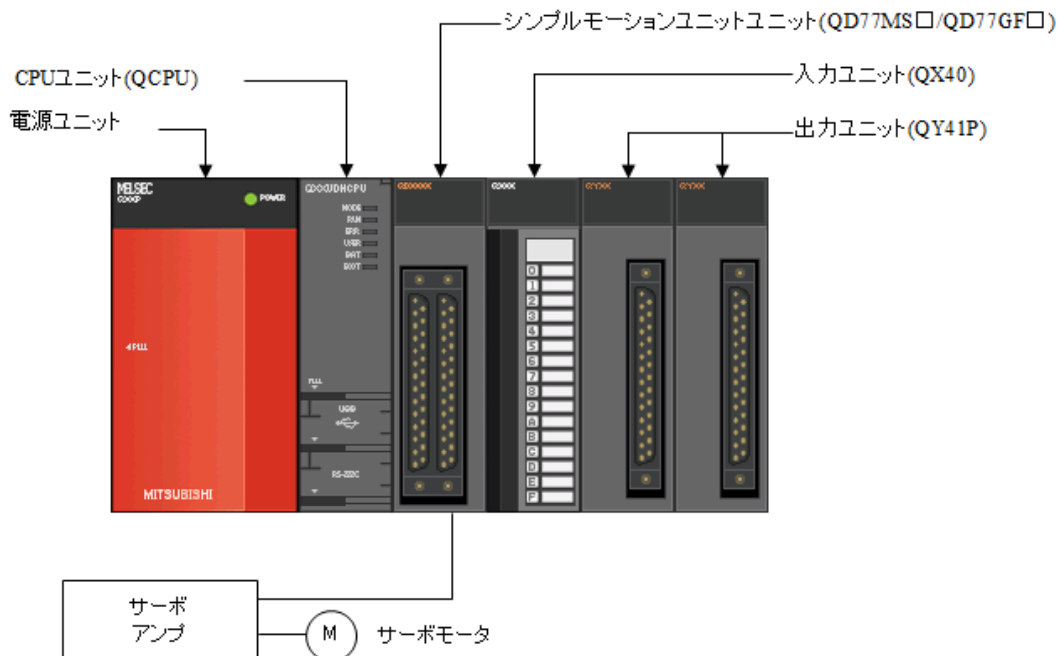 シンプルモーションユニットユニット(QD77MS□/QD77GF□)
CPUユニット(QCPU)
入力ユニット(QX40)
電源ユニット
出力ユニット(QY41P)
MELSEC
POWER
MODE
RUN
ERR.
USER
BAT.
BOOT
0
1
2
3
4
5
6
7
8
9
A
B
C
D
E
F
PULL
PULL
USB
RS-232C
MITSUBISHI
サーボ
アンプ
M
サーボモータ